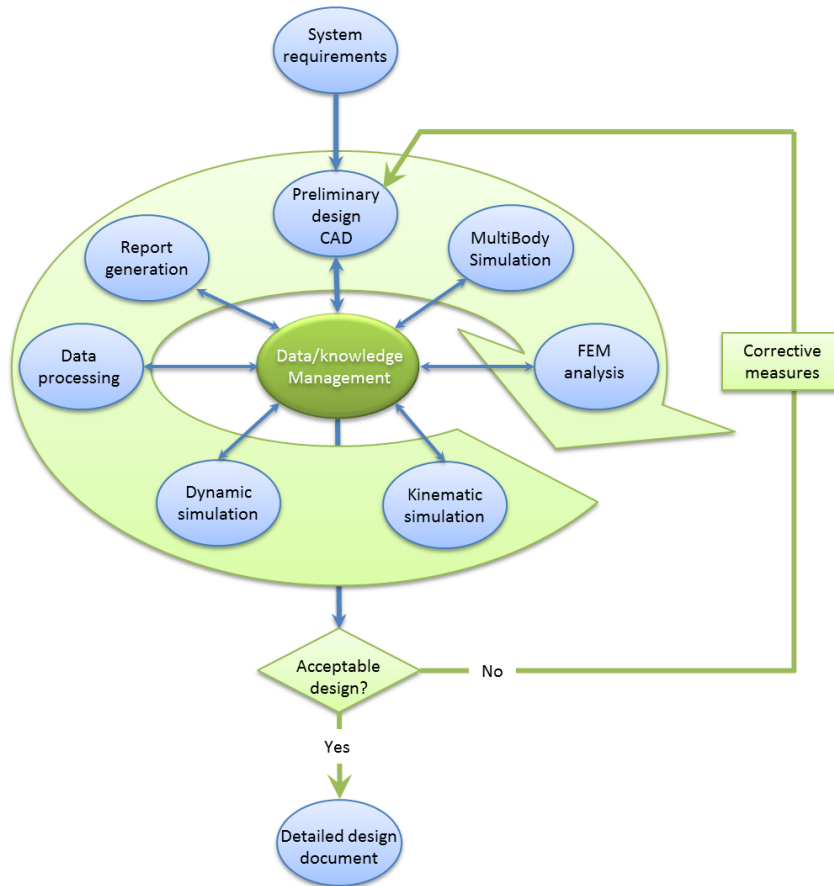 System
requirements
Preliminary
design
CAD
MultiBody
Simulation
Report
generation
Data/knowledge
Management
Data
processing
FEM
analysis
Corrective
measures
Dynamic
simulation
Kinematic
simulation
Acceptable
design?
No
Yes
Detailed design
document